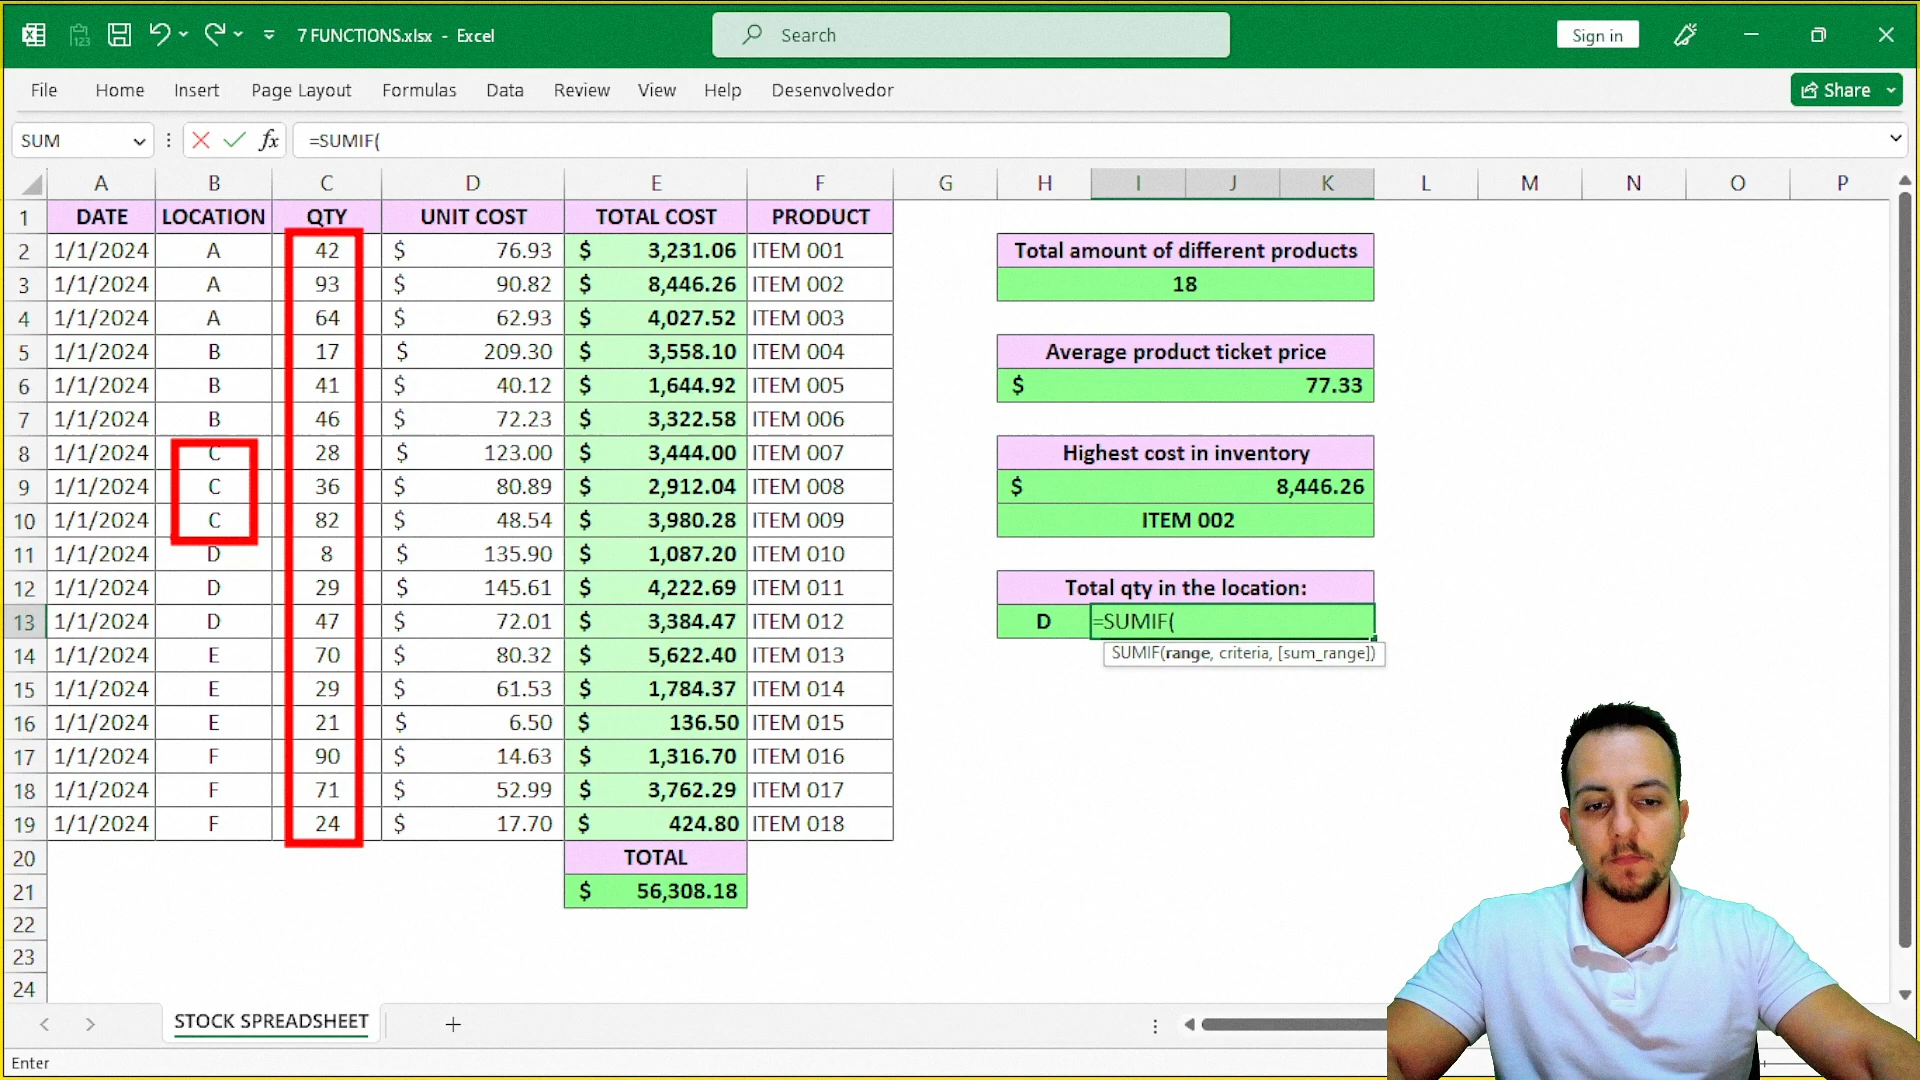 7 FUNCTIONS.xlsx - Excel
Search
Sign in
File Home Insert Page Layout Formulas Data Review View Help Desenvolvedor
Share
SUM fx =SUMIF(
A B C D E F G H I J K L M N O P
1 DATE LOCATION QTY UNIT COST TOTAL COST PRODUCT
2 1/1/2024 A 42 $ 76.93 $ 3,231.06 ITEM 001 Total amount of different products
3 1/1/2024 A 93 $ 90.82 $ 8,446.26 ITEM 002 18
4 1/1/2024 A 64 $ 62.93 $ 4,027.52 ITEM 003
5 1/1/2024 B 17 $ 209.30 $ 3,558.10 ITEM 004 Average product ticket price
6 1/1/2024 B 41 $ 40.12 $ 1,644.92 ITEM 005 $ 77.33
7 1/1/2024 B 46 $ 72.23 $ 3,322.58 ITEM 006
8 1/1/2024 C 28 $ 123.00 $ 3,444.00 ITEM 007 Highest cost in inventory
9 1/1/2024 C 36 $ 80.89 $ 2,912.04 ITEM 008 $ 8,446.26
10 1/1/2024 C 82 $ 48.54 $ 3,980.28 ITEM 009 ITEM 002
11 1/1/2024 D 8 $ 135.90 $ 1,087.20 ITEM 010
12 1/1/2024 D 29 $ 145.61 $ 4,222.69 ITEM 011 Total qty in the location:
13 1/1/2024 D 47 $ 72.01 $ 3,384.47 ITEM 012 D =SUMIF(
14 1/1/2024 E 70 $ 80.32 $ 5,622.40 ITEM 013 SUMIF(range, criteria, [sum_range])
15 1/1/2024 E 29 $ 61.53 $ 1,784.37 ITEM 014
16 1/1/2024 E 21 $ 6.50 $ 136.50 ITEM 015
17 1/1/2024 F 90 $ 14.63 $ 1,316.70 ITEM 016
18 1/1/2024 F 71 $ 52.99 $ 3,762.29 ITEM 017
19 1/1/2024 F 24 $ 17.70 $ 424.80 ITEM 018
20 TOTAL
21 $ 56,308.18
22
23
24
STOCK SPREADSHEET
Enter